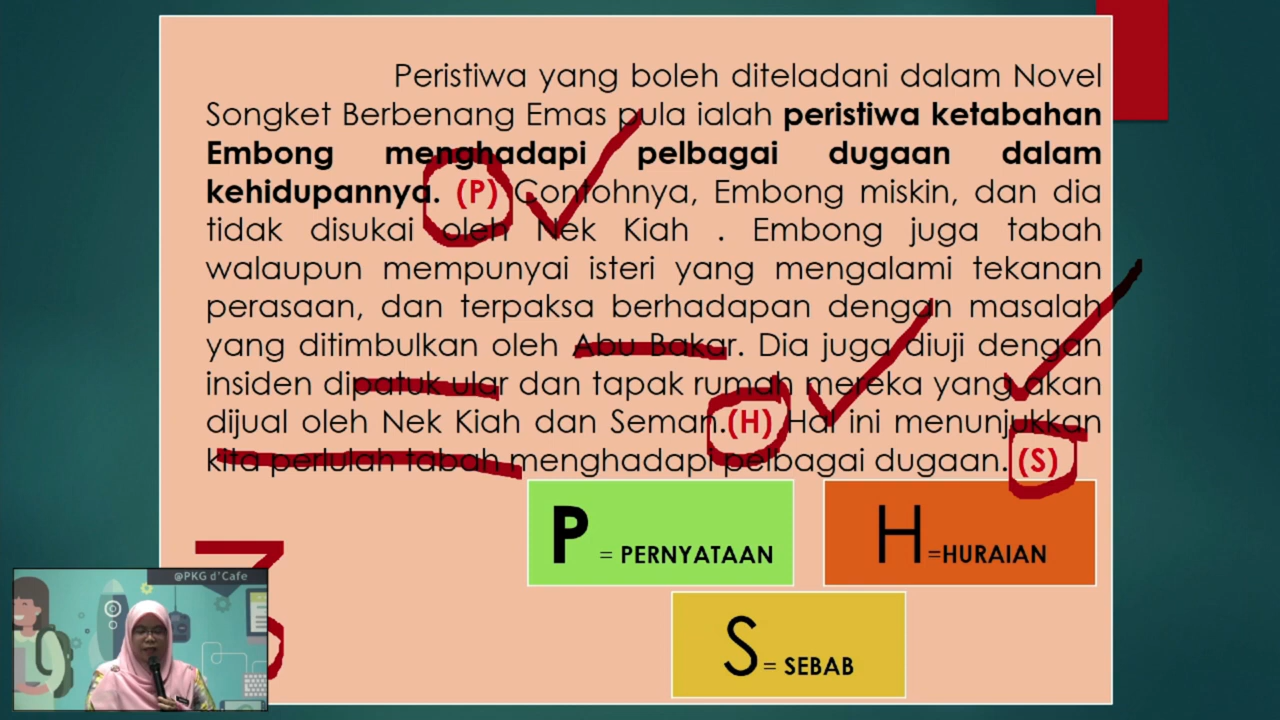 Peristiwa yang boleh diteladani dalam Novel
Songket Berbenang Emas pula ialah peristiwa ketabahan
Embong menghadapi pelbagai dugaan dalam
kehidupannya. (P) Contohnya, Embong miskin, dan dia
tidak disukai oleh Nek Kiah . Embong juga tabah
walaupun mempunyai isteri yang mengalami tekanan
perasaan, dan terpaksa berhadapan dengan masalah
yang ditimbulkan oleh Abu Bakar. Dia juga diuji dengan
insiden dipatuk ular dan tapak rumah mereka yang akan
dijual oleh Nek Kiah dan Seman.(H) Hal ini menunjukkan
kita perlulah tabah menghadapi pelbagai dugaan. (S)
P = PERNYATAAN
H =HURAIAN
S = SEBAB
@PKG d'Cafe